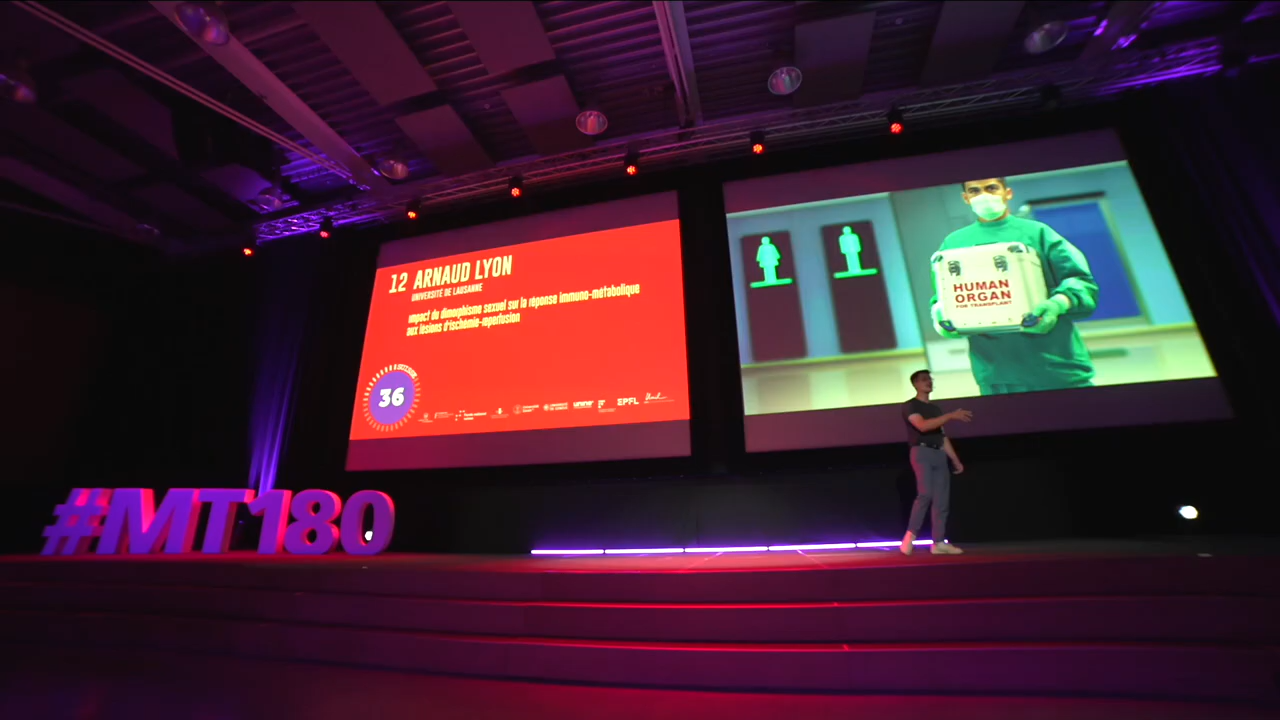 12 ARNAUD LYON
UNIVERSITÉ DE LAUSANNE
Impact du dimorphisme sexuel sur la réponse immuno-métabolique
aux lésions d'ischémie-reperfusion
36
EPFL
HUMAN
ORGAN
FOR TRANSPLANT
#MT180